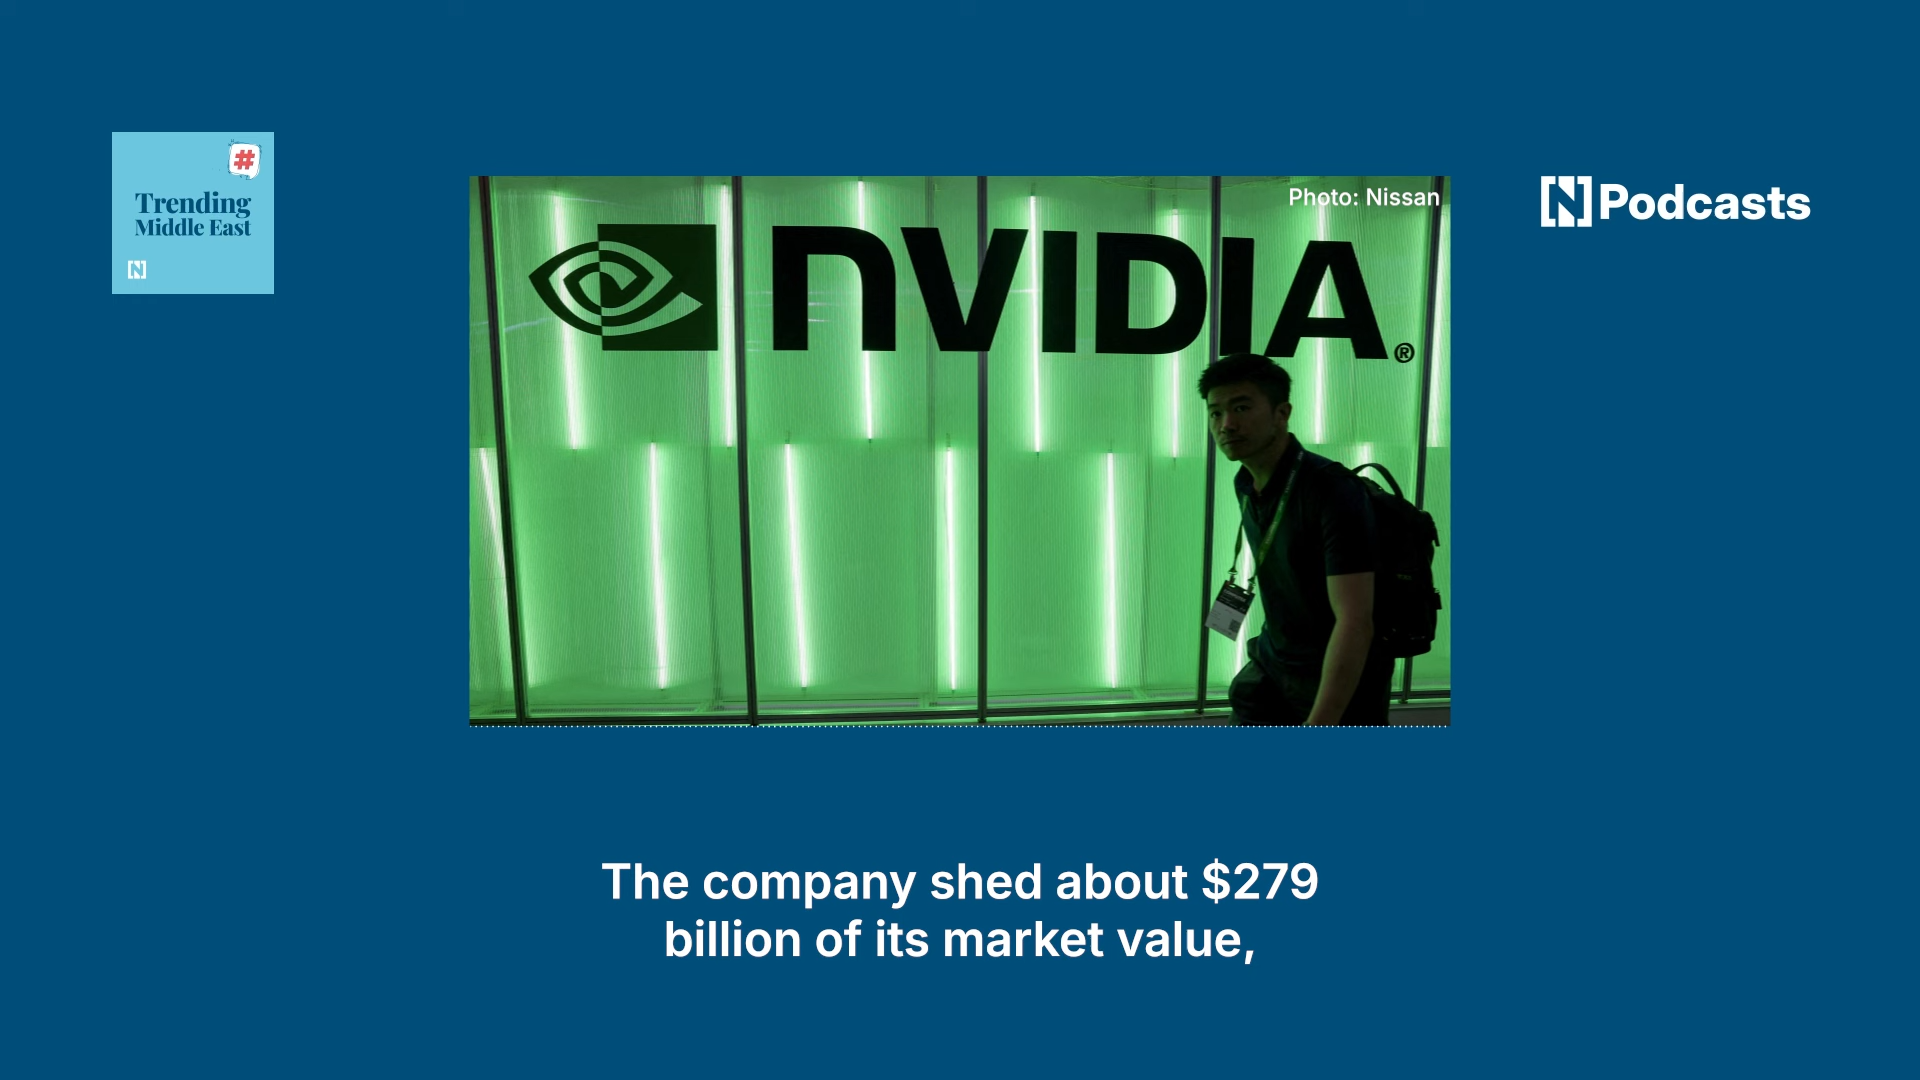 #
Trending
Middle East
[N]
Photo: Nissan
[N] Podcasts
NVIDIA®
The company shed about $279
billion of its market value,